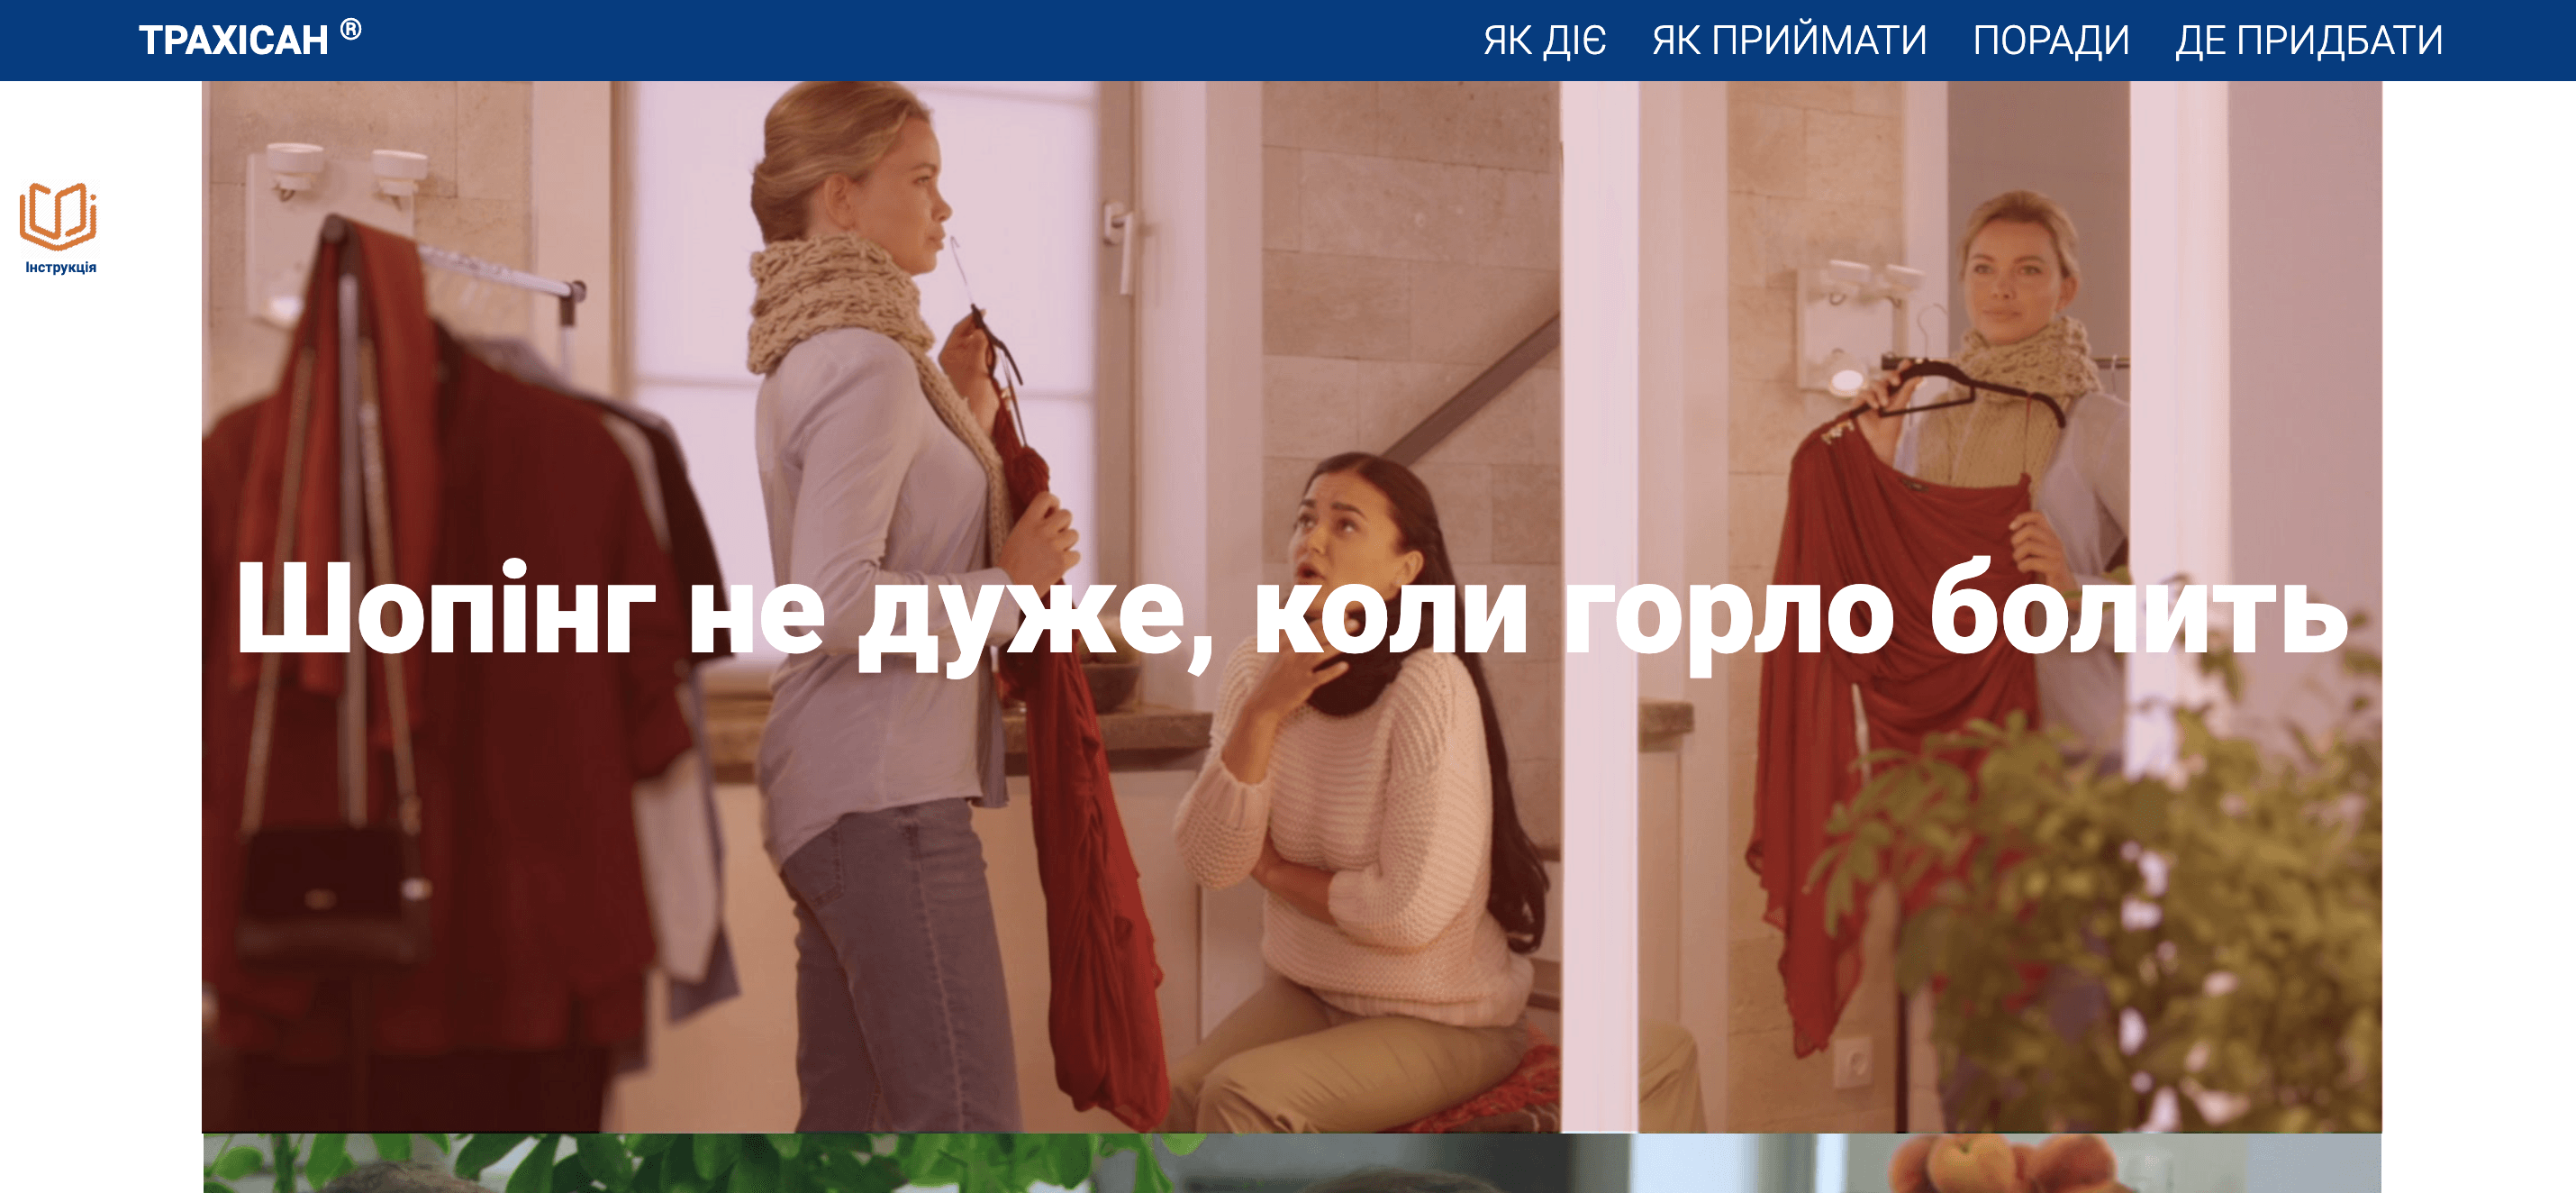 ТРАХІСАН ®
ЯК ДІЄ ЯК ПРИЙМАТИ ПОРАДИ ДЕ ПРИДБАТИ
Інструкція
Шопінг не дуже, коли горло болить